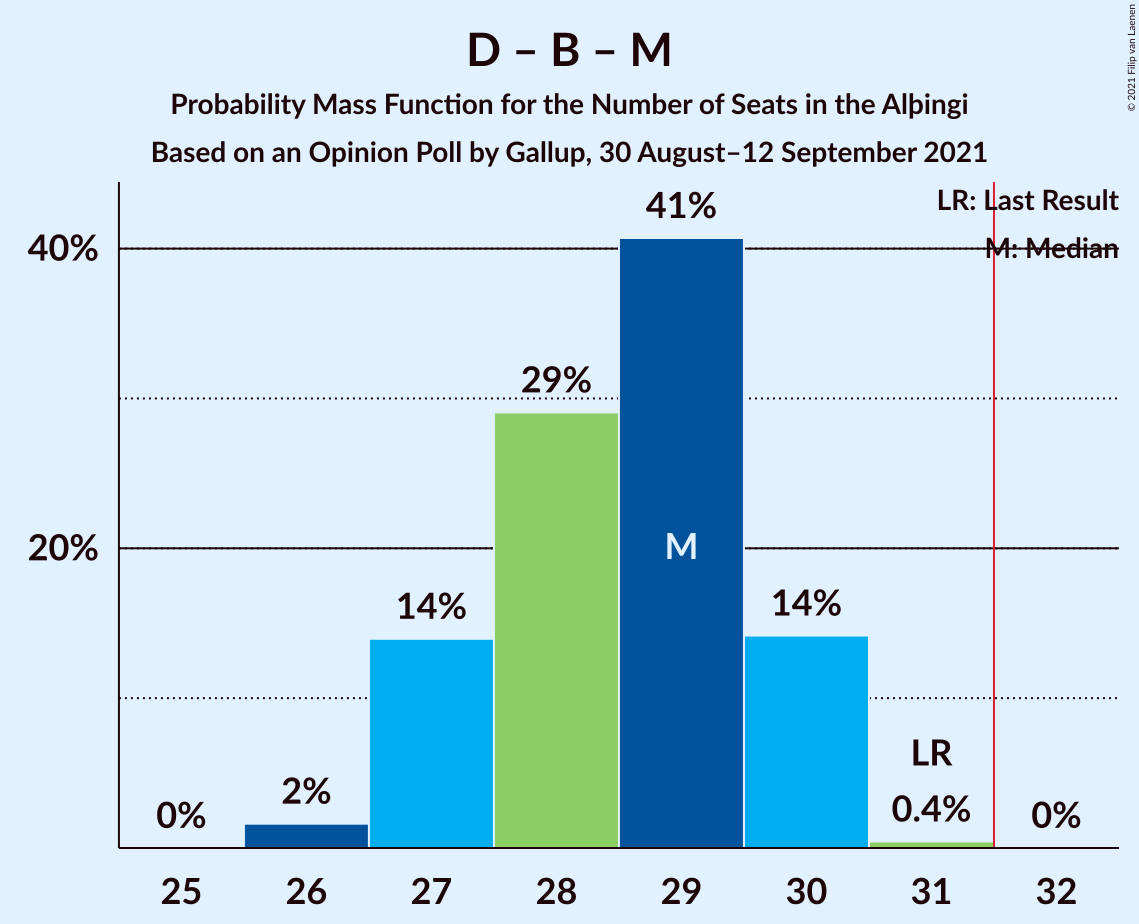 D – B – M
Probability Mass Function for the Number of Seats in the Alþingi
Based on an Opinion Poll by Gallup, 30 August–12 September 2021
© 2021 Filip van Laenen
LR: Last Result
M: Median
40%
20%
0%
2%
14%
29%
41%
M
14%
LR
0.4%
0%
25 26 27 28 29 30 31 32